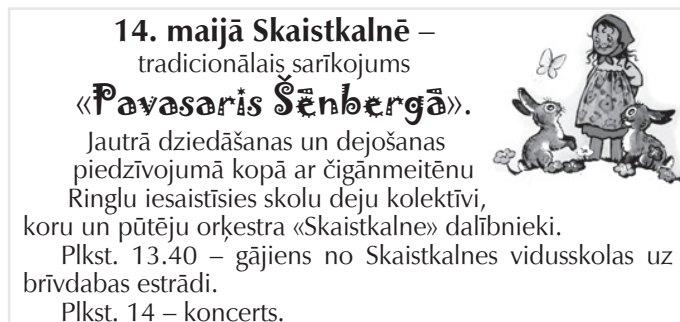 14. maijā Skaistkalnē –
tradicionālais sarīkojums
«Pavasaris Šēnbergā».
Jautrā dziedāšanas un dejošanas
piedzīvojumā kopā ar čigānmeitēnu
Ringlu iesaistīsies skolu deju kolektīvi,
koru un pūtēju orķestra «Skaistkalne» dalībnieki.
Plkst. 13.40 – gājiens no Skaistkalnes vidusskolas uz
brīvdabas estrādi.
Plkst. 14 – koncerts.